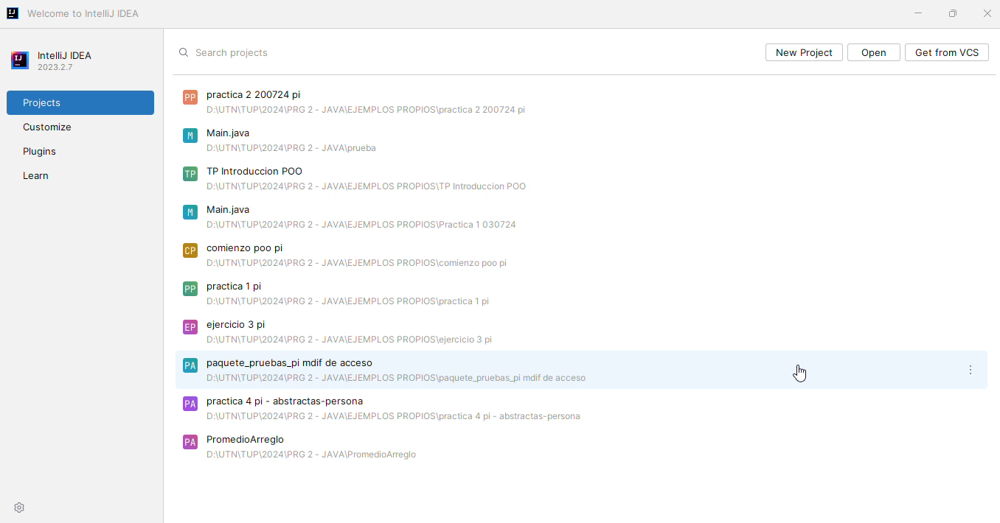 IJ Welcome to IntelliJ IDEA
IJ IntelliJ IDEA
2023.2.7
Projects
Customize
Plugins
Learn
Search projects
New Project Open Get from VCS
PP practica 2 200724 pi
D:\UTN\TUP\2024\PRG 2 - JAVA\EJEMPLOS PROPIOS\practica 2 200724 pi
M Main.java
D:\UTN\TUP\2024\PRG 2 - JAVA\prueba
TP TP Introduccion POO
D:\UTN\TUP\2024\PRG 2 - JAVA\EJEMPLOS PROPIOS\TP Introduccion POO
M Main.java
D:\UTN\TUP\2024\PRG 2 - JAVA\EJEMPLOS PROPIOS\Practica 1 030724
CP comienzo poo pi
D:\UTN\TUP\2024\PRG 2 - JAVA\EJEMPLOS PROPIOS\comienzo poo pi
PP practica 1 pi
D:\UTN\TUP\2024\PRG 2 - JAVA\EJEMPLOS PROPIOS\practica 1 pi
EP ejercicio 3 pi
D:\UTN\TUP\2024\PRG 2 - JAVA\EJEMPLOS PROPIOS\ejercicio 3 pi
PA paquete_pruebas_pi mdif de acceso
D:\UTN\TUP\2024\PRG 2 - JAVA\EJEMPLOS PROPIOS\paquete_pruebas_pi mdif de acceso
PA practica 4 pi - abstractas-persona
D:\UTN\TUP\2024\PRG 2 - JAVA\EJEMPLOS PROPIOS\practica 4 pi - abstractas-persona
PA PromedioArreglo
D:\UTN\TUP\2024\PRG 2 - JAVA\PromedioArreglo